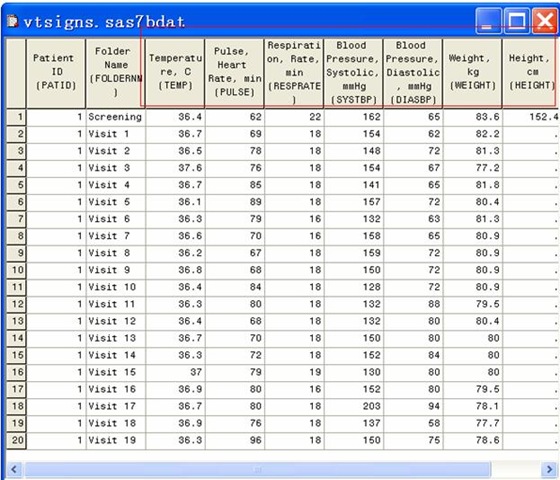 vtsigns.sas7bdat
Patient ID (PATID) Folder Name (FOLDERNM) Temperature, C (TEMP) Pulse, Heart Rate, min (PULSE) Respiration, Rate, min (RESPRATE) Blood Pressure, Systolic, mmHg (SYSTBP) Blood Pressure, Diastolic, mmHg (DIASBP) Weight, kg (WEIGHT) Height, cm (HEIGHT)
1 1 Screening 36.4 62 22 162 65 83.6 152.4
2 1 Visit 1 36.7 69 18 154 62 82.2 .
3 1 Visit 2 36.5 78 18 148 72 81.3 .
4 1 Visit 3 37.6 76 18 154 67 77.2 .
5 1 Visit 4 36.7 85 18 141 65 81.8 .
6 1 Visit 5 36.1 89 18 157 72 80.4 .
7 1 Visit 6 36.3 79 16 132 63 81.3 .
8 1 Visit 7 36.6 70 16 158 65 80.9 .
9 1 Visit 8 36.2 67 18 159 72 80.9 .
10 1 Visit 9 36.8 68 18 150 72 80.9 .
11 1 Visit 10 36.4 84 18 128 72 80.9 .
12 1 Visit 11 36.3 80 18 132 88 79.5 .
13 1 Visit 12 36.4 68 18 132 80 80.4 .
14 1 Visit 13 36.7 70 18 150 80 80 .
15 1 Visit 14 36.3 72 18 152 84 80 .
16 1 Visit 15 37 79 19 130 80 80 .
17 1 Visit 16 36.9 80 16 152 80 79.5 .
18 1 Visit 17 36.7 80 18 203 94 78.1 .
19 1 Visit 18 36.9 76 18 137 58 77.7 .
20 1 Visit 19 36.3 96 18 150 75 78.6 .